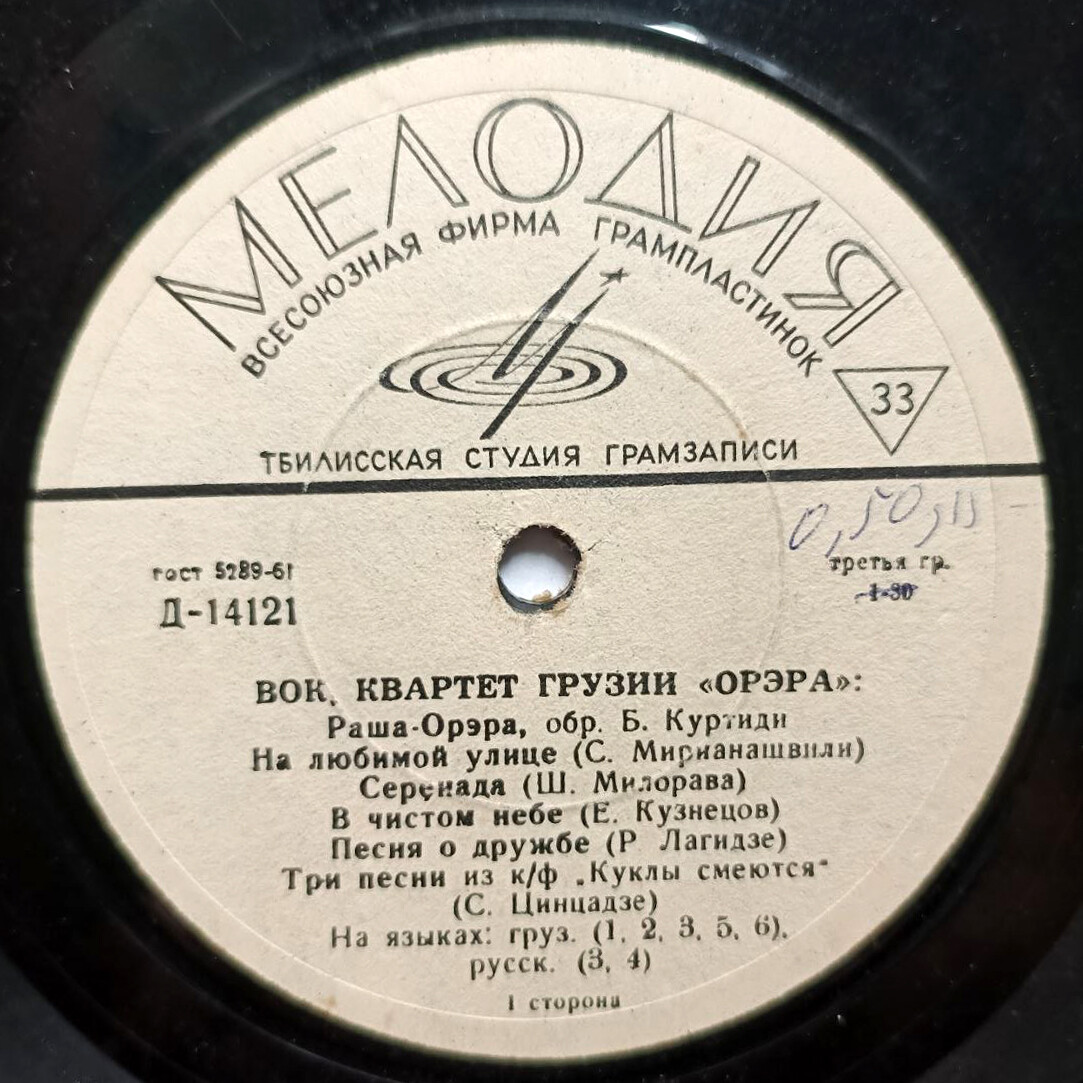 МЕЛОДИЯ
ВСЕСОЮЗНАЯ ФИРМА ГРАМПЛАСТИНОК
33
ТБИЛИССКАЯ СТУДИЯ ГРАМЗАПИСИ
0,50,
гост 5289-61
третья гр.
Д-14121
1-30
ВОК. КВАРТЕТ ГРУЗИИ «ОРЭРА»:
Раша-Орэра, обр. Б. Куртиди
На любимой улице (С. Мирианашвили)
Серенада (Ш. Милорава)
В чистом небе (Е. Кузнецов)
Песня о дружбе (Р Лагидзе)
Три песни из к/ф „Куклы смеются“
(С. Цинцадзе)
На языках: груз. (1, 2, 3, 5, 6),
русск. (3, 4)
1 сторона